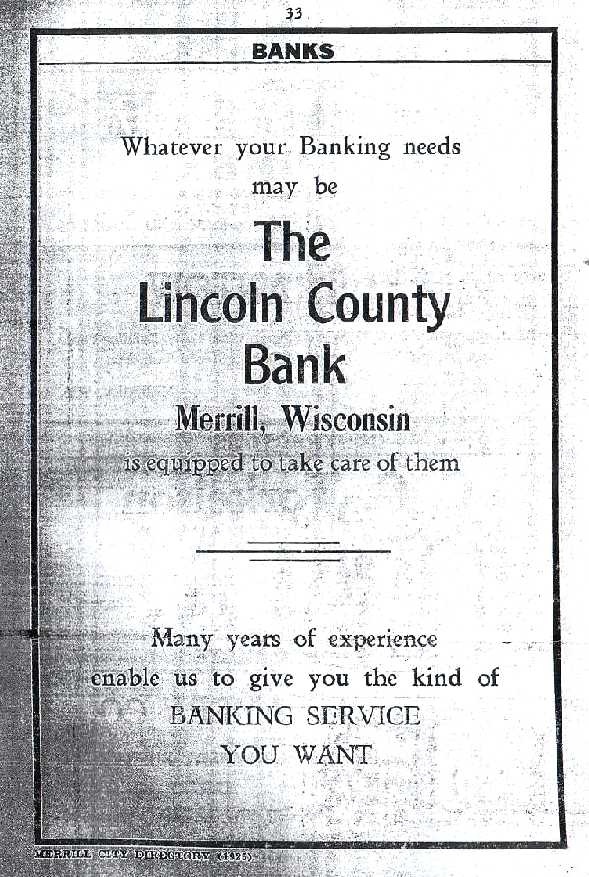 33
BANKS
Whatever your Banking needs
may be
The
Lincoln County
Bank
Merrill, Wisconsin
is equipped to take care of them
Many years of experience
enable us to give you the kind of
BANKING SERVICE
YOU WANT
MERRILL CITY DIRECTORY